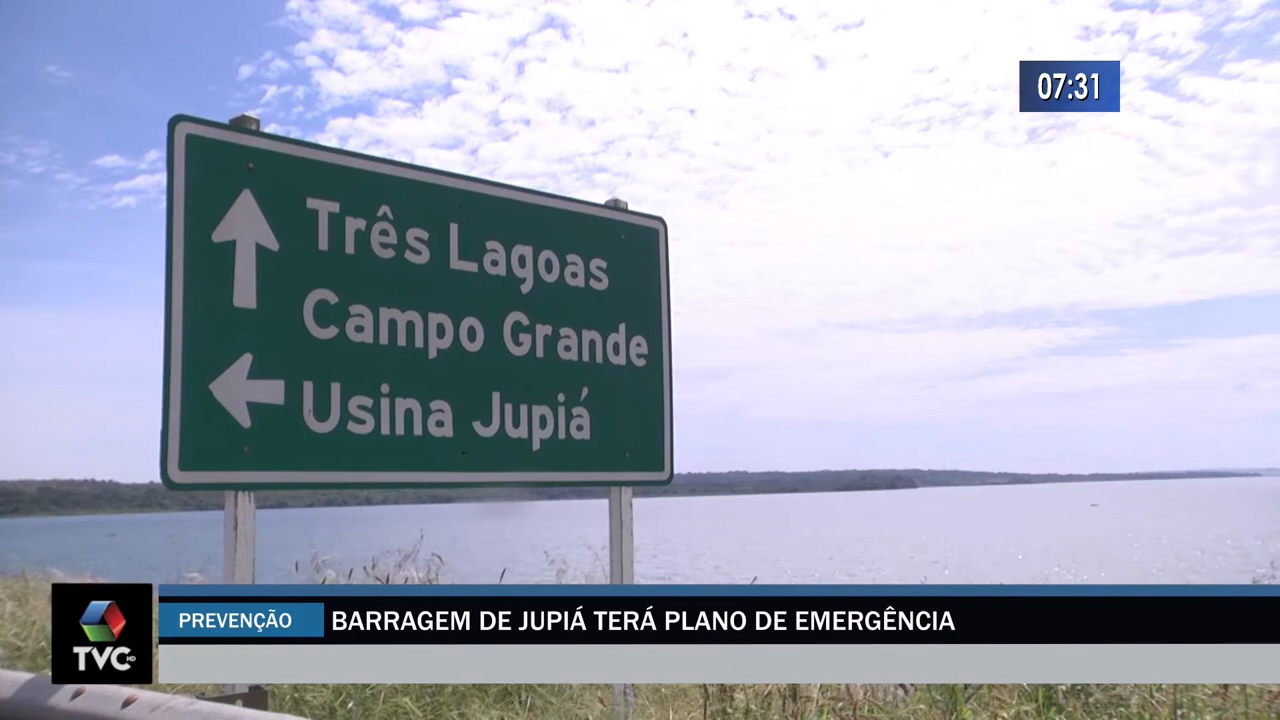 07:31
Três Lagoas
Campo Grande
Usina Jupiá
PREVENÇÃO
BARRAGEM DE JUPIÁ TERÁ PLANO DE EMERGÊNCIA
TVC HD